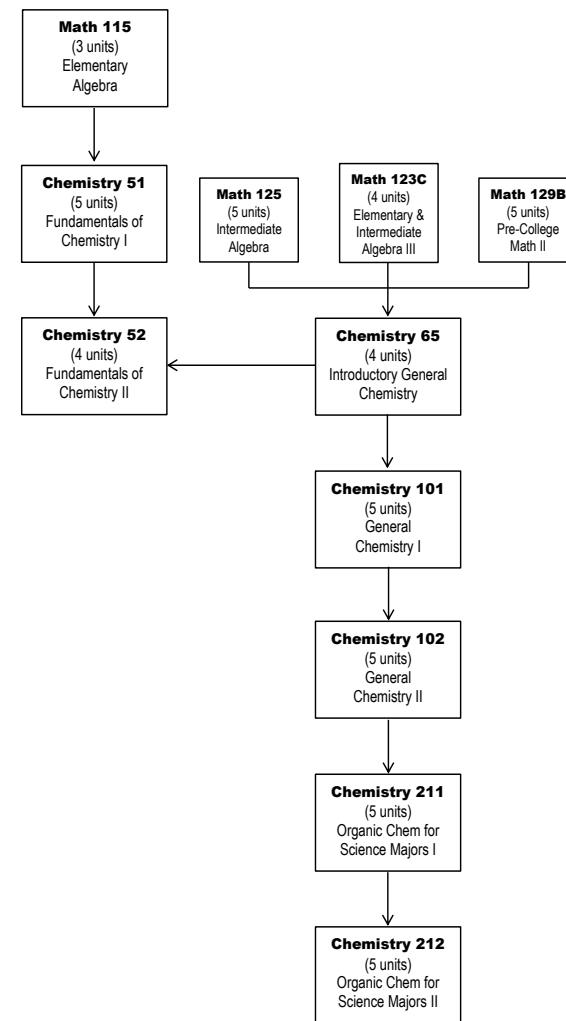 Math 115
(3 units)
Elementary
Algebra
Chemistry 51
(5 units)
Fundamentals of
Chemistry I
Math 125
(5 units)
Intermediate
Algebra
Math 123C
(4 units)
Elementary &
Intermediate
Algebra III
Math 129B
(5 units)
Pre-College
Math II
Chemistry 52
(4 units)
Fundamentals of
Chemistry II
Chemistry 65
(4 units)
Introductory General
Chemistry
Chemistry 101
(5 units)
General
Chemistry I
Chemistry 102
(5 units)
General
Chemistry II
Chemistry 211
(5 units)
Organic Chem for
Science Majors I
Chemistry 212
(5 units)
Organic Chem for
Science Majors II